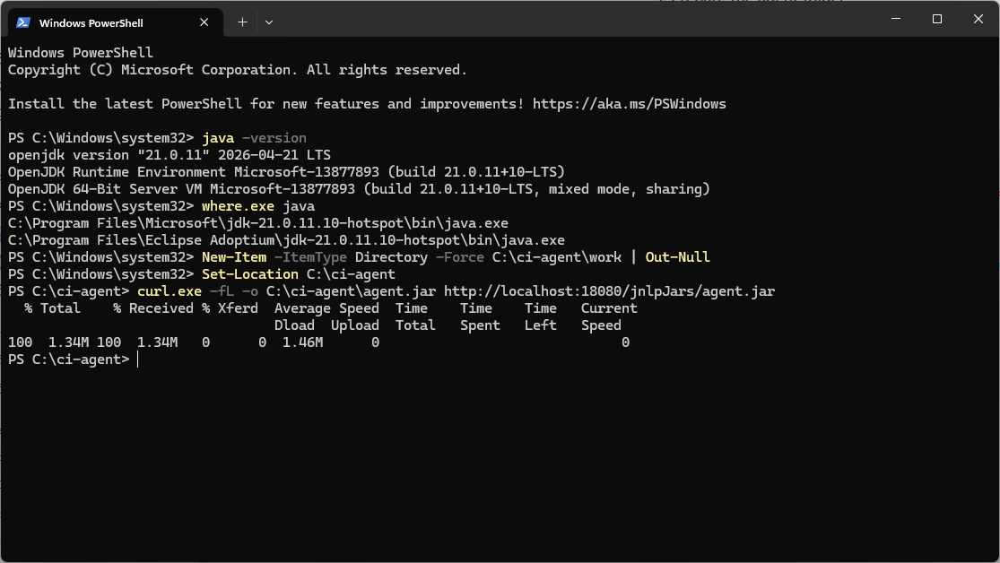 Windows PowerShell
Windows PowerShell
Copyright (C) Microsoft Corporation. All rights reserved.
Install the latest PowerShell for new features and improvements! https://aka.ms/PSWindows
PS C:\Windows\system32> java -version
openjdk version "21.0.11" 2026-04-21 LTS
OpenJDK Runtime Environment Microsoft-13877893 (build 21.0.11+10-LTS)
OpenJDK 64-Bit Server VM Microsoft-13877893 (build 21.0.11+10-LTS, mixed mode, sharing)
PS C:\Windows\system32> where.exe java
C:\Program Files\Microsoft\jdk-21.0.11.10-hotspot\bin\java.exe
C:\Program Files\Eclipse Adoptium\jdk-21.0.11.10-hotspot\bin\java.exe
PS C:\Windows\system32> New-Item -ItemType Directory -Force C:\ci-agent\work | Out-Null
PS C:\Windows\system32> Set-Location C:\ci-agent
PS C:\ci-agent> curl.exe -fL -o C:\ci-agent\agent.jar http://localhost:18080/jnlpJars/agent.jar
  % Total    % Received % Xferd  Average Speed  Time    Time    Time   Current
                                 Dload  Upload  Total   Spent   Left   Speed
100  1.34M 100  1.34M   0      0  1.46M      0                              0
PS C:\ci-agent>